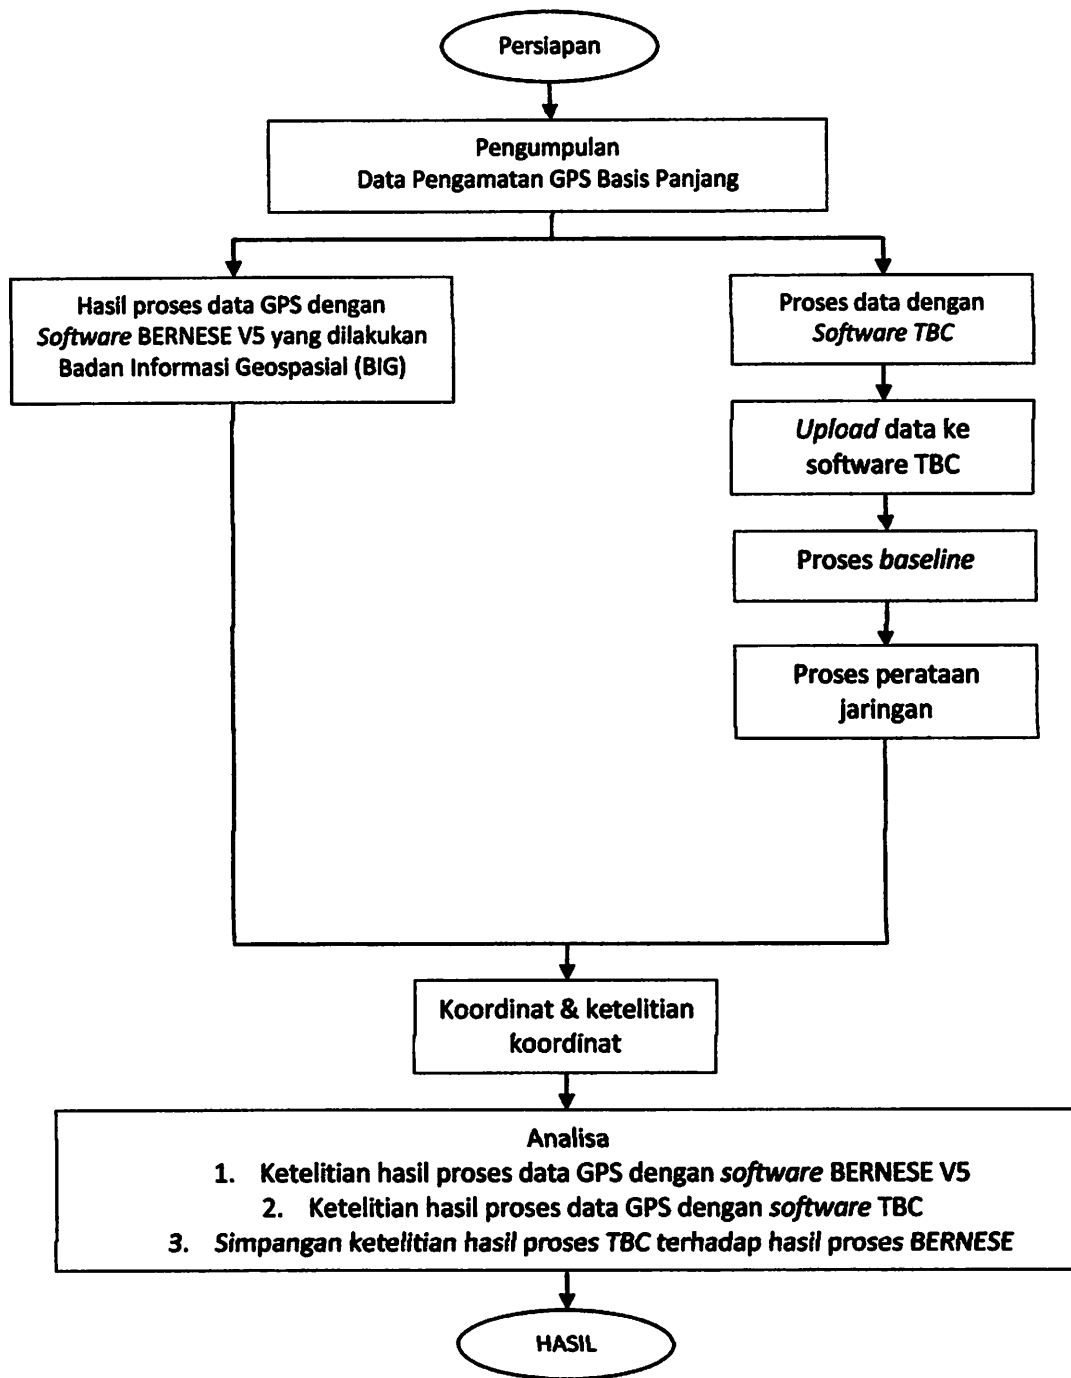 Persiapan
Pengumpulan
Data Pengamatan GPS Basis Panjang
Hasil proses data GPS dengan
Software BERNESE V5 yang dilakukan
Badan Informasi Geospasial (BIG)
Proses data dengan
Software TBC
Upload data ke
software TBC
Proses baseline
Proses perataan
jaringan
Koordinat & ketelitian
koordinat
Analisa
1. Ketelitian hasil proses data GPS dengan software BERNESE V5
2. Ketelitian hasil proses data GPS dengan software TBC
3. Simpangan ketelitian hasil proses TBC terhadap hasil proses BERNESE
HASIL